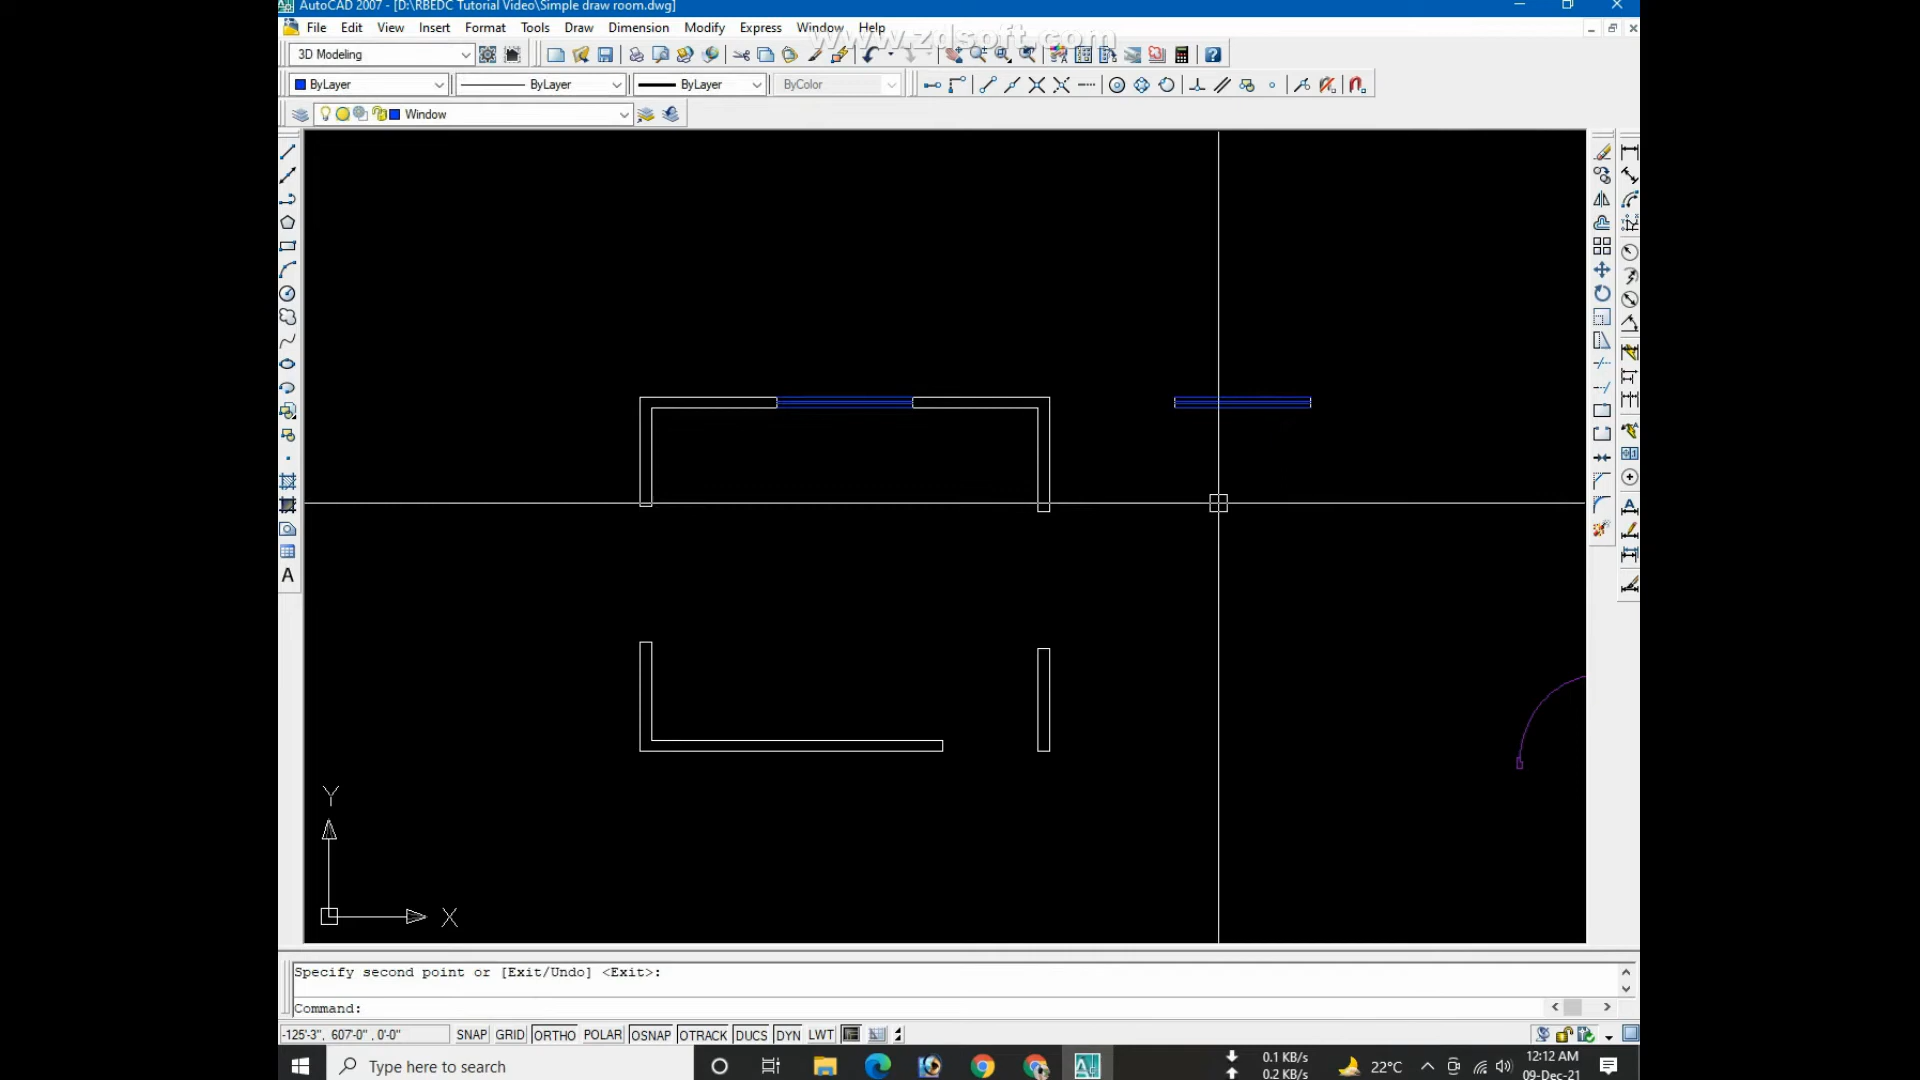 AutoCAD 2007 - [D:\RBEDC Tutorial Video\Simple draw room.dwg]
File Edit View Insert Format Tools Draw Dimension Modify Express Window Help
www.zdsoft.com
3D Modeling
ByLayer ByLayer ByLayer ByColor
Window
A
A
Y
X
Specify second point or [Exit/Undo] <Exit>:
Command:
-125'-3", 607'-0" , 0'-0" SNAP GRID ORTHO POLAR OSNAP OTRACK DUCS DYN LWT
Type here to search
0.1 KB/s
0.2 KB/s
22°C
12:12 AM
09-Dec-21